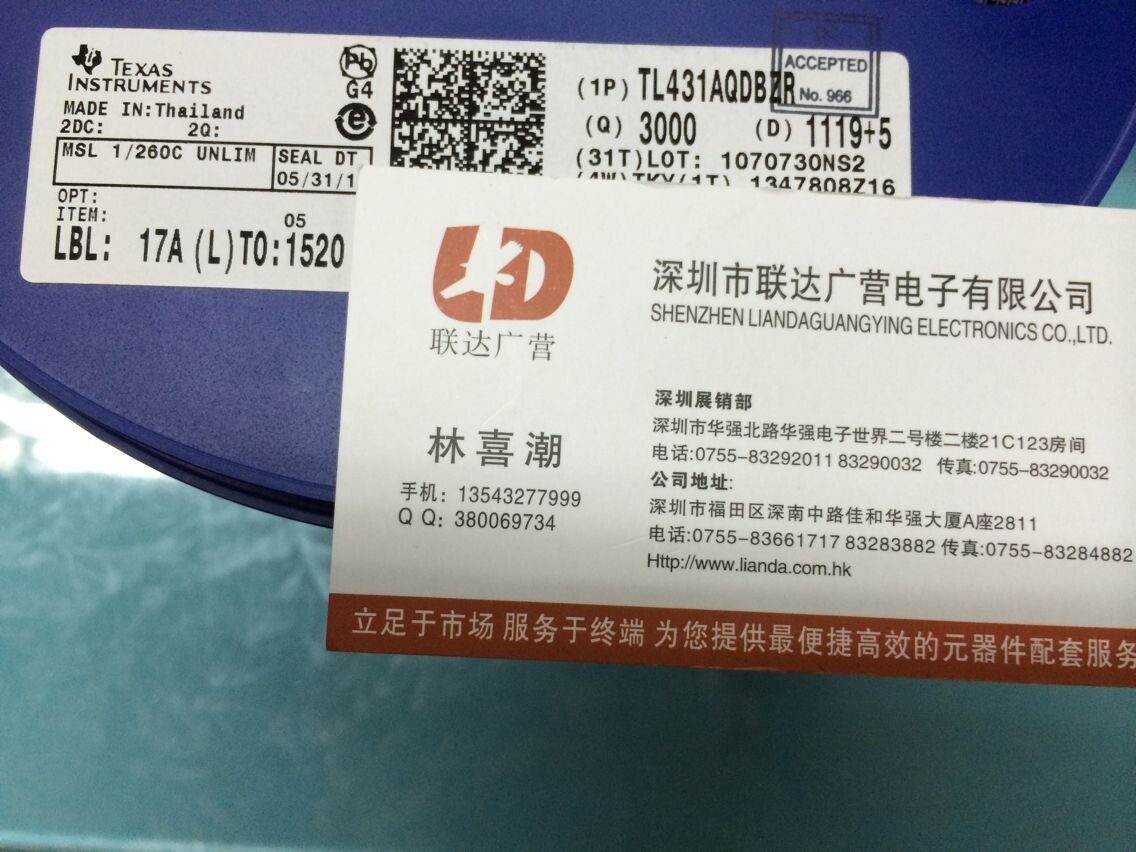 TEXAS
INSTRUMENTS
MADE IN:Thailand
2DC: 2Q:
MSL 1/260C UNLIM
SEAL DT
05/31/1
OPT:
ITEM:
05
LBL: 17A (L)TO:1520
Pb
G4
e
(1P) TL431AQDBZR
ACCEPTED
No. 966
(Q) 3000 (D) 1119+5
(31T)LOT: 1070730NS2
(4W)TKY(1T) 1347808Z16
LD
联达广营
林喜潮
手机: 13543277999
QQ: 380069734
深圳市联达广营电子有限公司
SHENZHEN LIANDAGUANGYING ELECTRONICS CO.,LTD.
深圳展销部
深圳市华强北路华强电子世界二号楼二楼21C123房间
电话:0755-83292011 83290032 传真:0755-83290032
公司地址:
深圳市福田区深南中路佳和华强大厦A座2811
电话:0755-83661717 83283882 传真:0755-83284882
Http://www.lianda.com.hk
立足于市场 服务于终端 为您提供最便捷高效的元器件配套服务